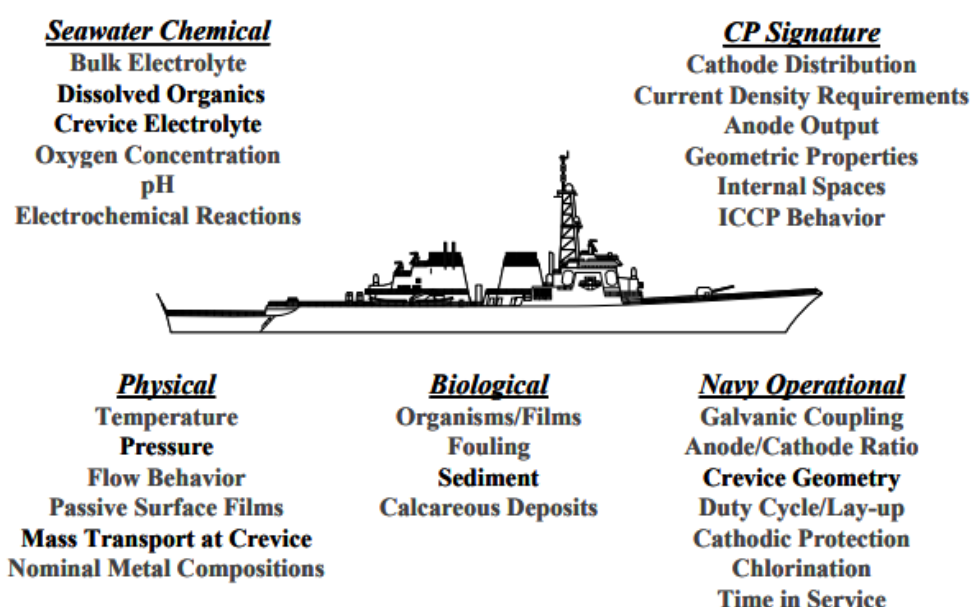 Seawater Chemical
Bulk Electrolyte
Dissolved Organics
Crevice Electrolyte
Oxygen Concentration
pH
Electrochemical Reactions
CP Signature
Cathode Distribution
Current Density Requirements
Anode Output
Geometric Properties
Internal Spaces
ICCP Behavior
Physical
Temperature
Pressure
Flow Behavior
Passive Surface Films
Mass Transport at Crevice
Nominal Metal Compositions
Biological
Organisms/Films
Fouling
Sediment
Calcareous Deposits
Navy Operational
Galvanic Coupling
Anode/Cathode Ratio
Crevice Geometry
Duty Cycle/Lay-up
Cathodic Protection
Chlorination
Time in Service